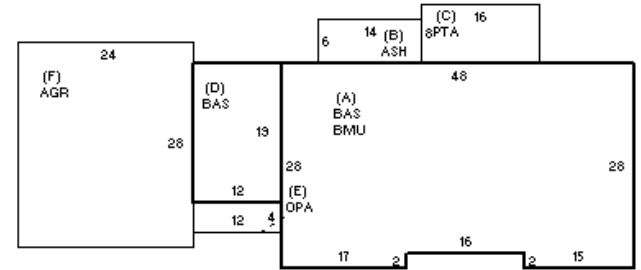 (C) 16
14 (B) 8PTA
6 ASH
24
48
(F)
AGR
(D)
BAS
(A)
BAS
BMU
19
28
28
28
12
(E)
OPA
12 4
16
17 2
2 15